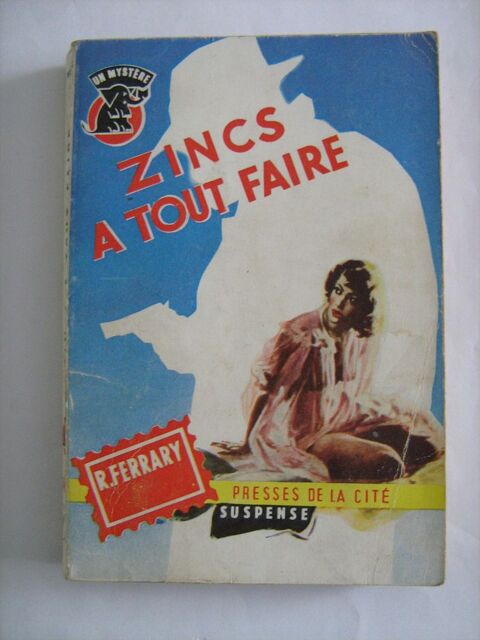 UN MYSTÈRE
ZINCS
A TOUT FAIRE
R.FERRARY
PRESSES DE LA CITÉ
SUSPENSE